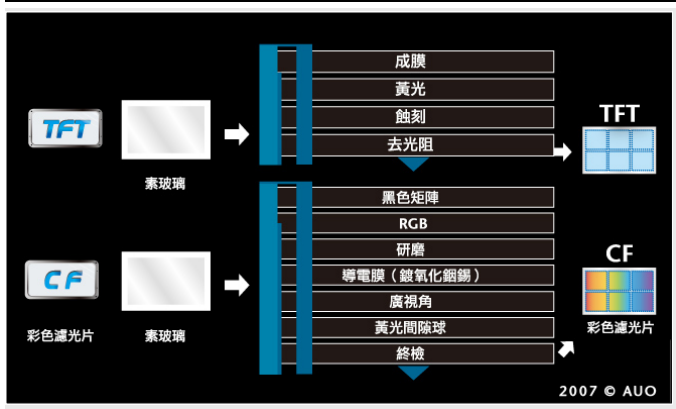 TFT
素玻璃
成膜
黃光
蝕刻
去光阻
TFT
CF
彩色濾光片
素玻璃
黑色矩陣
RGB
研磨
導電膜（鍍氧化銦錫）
廣視角
黃光間隙球
終檢
CF
彩色濾光片
2007 © AUO